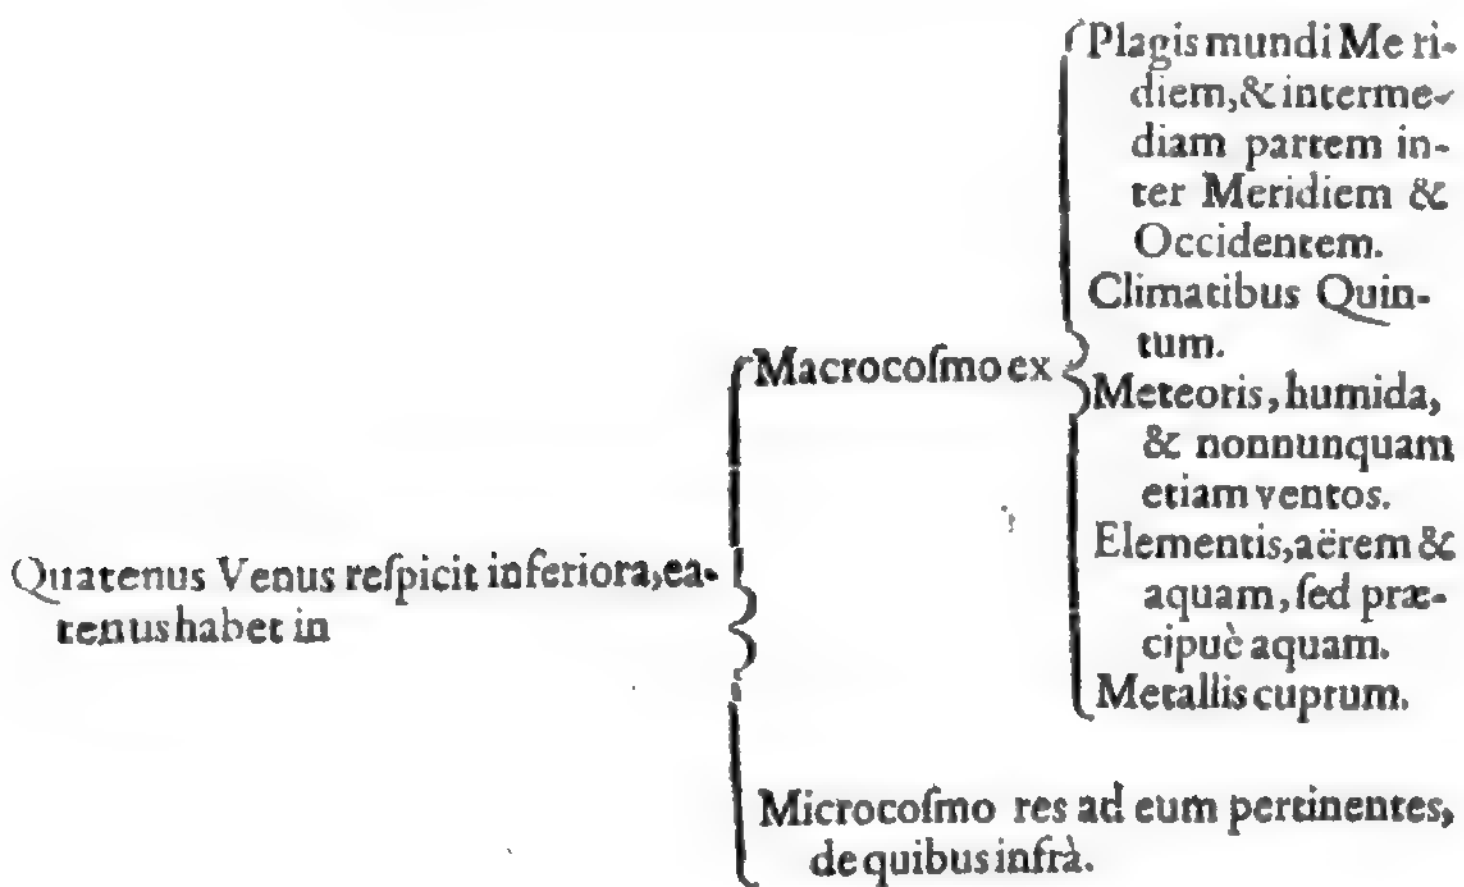 Quatenus Venus reſpicit inferiora, ea-
tenus habet in
Macrocoſmo ex
Plagis mundi Meri-
diem, & interme-
diam partem in-
ter Meridiem &
Occidentem.
Climatibus Quin-
tum.
Meteoris, humida,
& nonnunquam
etiam ventos.
Elementis, aërem &
aquam, ſed præ-
cipuè aquam.
Metallis cuprum.
Microcoſmo res ad eum pertinentes,
de quibus infrà.